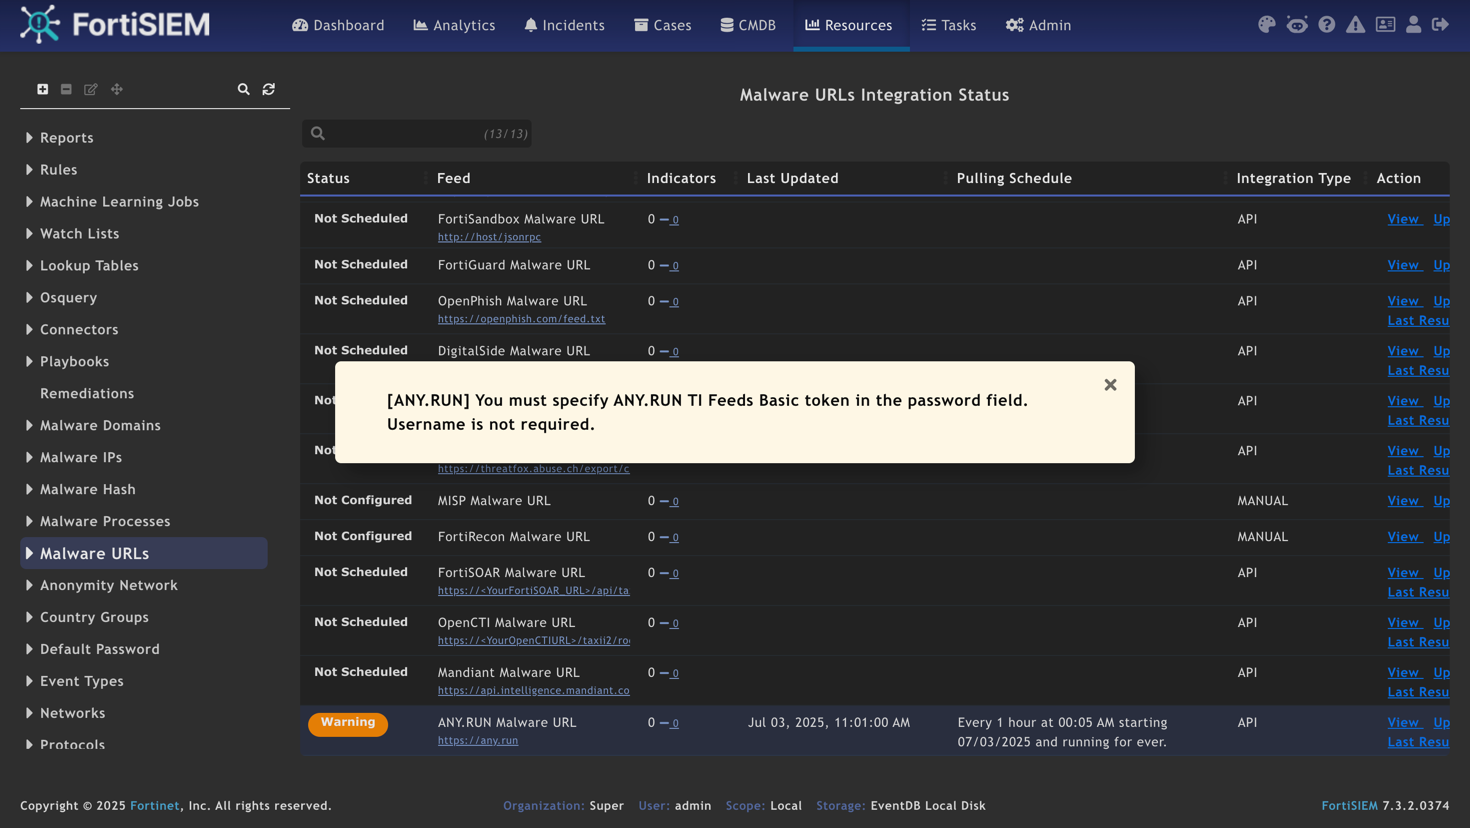 FortiSIEM
Dashboard
Analytics
Incidents
Cases
CMDB
Resources
Tasks
Admin
Malware URLs Integration Status
(13/13)
Reports
Rules
Machine Learning Jobs
Watch Lists
Lookup Tables
Osquery
Connectors
Playbooks
Remediations
Malware Domains
Malware IPs
Malware Hash
Malware Processes
Malware URLs
Anonymity Network
Country Groups
Default Password
Event Types
Networks
Protocols
Status Feed Indicators Last Updated Pulling Schedule Integration Type Action
Not Scheduled FortiSandbox Malware URL 0 — 0 API View Up
http://host/jsonrpc
Not Scheduled FortiGuard Malware URL 0 — 0 API View Up
Not Scheduled OpenPhish Malware URL 0 — 0 API View Up
https://openphish.com/feed.txt Last Resu
Not Scheduled DigitalSide Malware URL 0 — 0 API View Up
Last Resu
[ANY.RUN] You must specify ANY.RUN TI Feeds Basic token in the password field.
Username is not required.
Not API View Up
Last Resu
Not API View Up
https://threatfox.abuse.ch/export/c Last Resu
Not Configured MISP Malware URL 0 — 0 MANUAL View Up
Not Configured FortiRecon Malware URL 0 — 0 MANUAL View Up
Not Scheduled FortiSOAR Malware URL 0 — 0 API View Up
https://<YourFortiSOAR_URL>/api/ta Last Resu
Not Scheduled OpenCTI Malware URL 0 — 0 API View Up
https://<YourOpenCTIURL>/taxii2/ro Last Resu
Not Scheduled Mandiant Malware URL 0 — 0 API View Up
https://api.intelligence.mandiant.co Last Resu
Warning ANY.RUN Malware URL 0 — 0 Jul 03, 2025, 11:01:00 AM Every 1 hour at 00:05 AM starting API View Up
https://any.run 07/03/2025 and running for ever. Last Resu
Copyright © 2025 Fortinet, Inc. All rights reserved. Organization: Super User: admin Scope: Local Storage: EventDB Local Disk FortiSIEM 7.3.2.0374